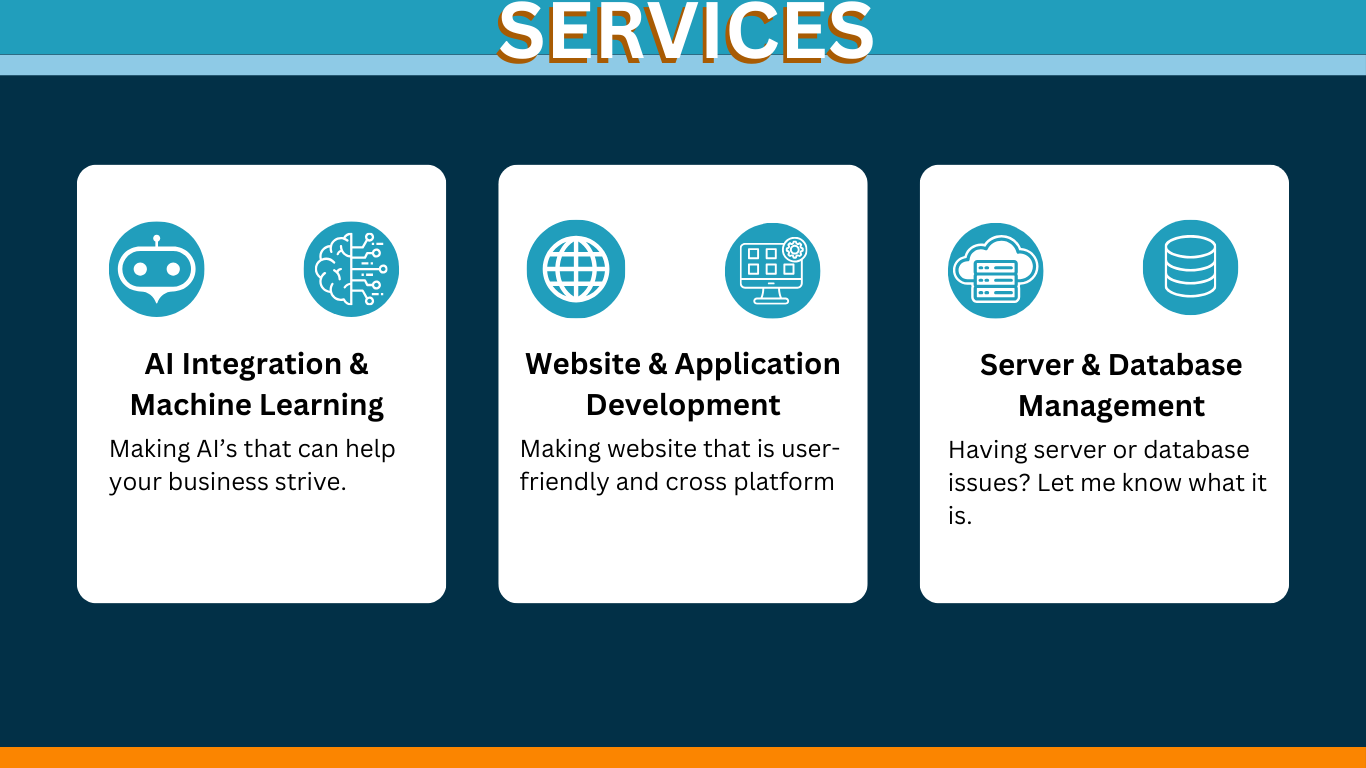 SERVICES
AI Integration &
Machine Learning
Making AI’s that can help
your business strive.
Website & Application
Development
Making website that is user-
friendly and cross platform
Server & Database
Management
Having server or database
issues? Let me know what it
is.